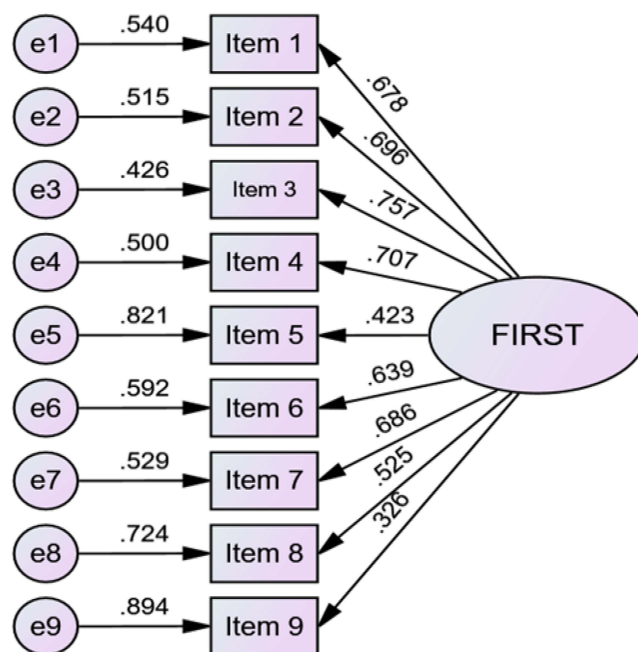 e1 .540 Item 1 .678
e2 .515 Item 2 .696
e3 .426 Item 3 .757
e4 .500 Item 4 .707
e5 .821 Item 5 .423 FIRST
e6 .592 Item 6 .639
e7 .529 Item 7 .686
e8 .724 Item 8 .525
e9 .894 Item 9 .326